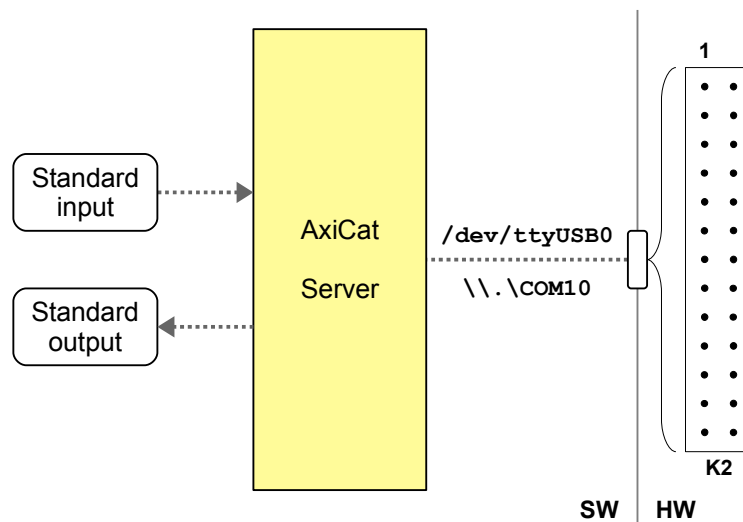 1
Standard
input
AxiCat
Server
/dev/ttyUSB0
\\.\COM10
Standard
output
K2
SW
HW